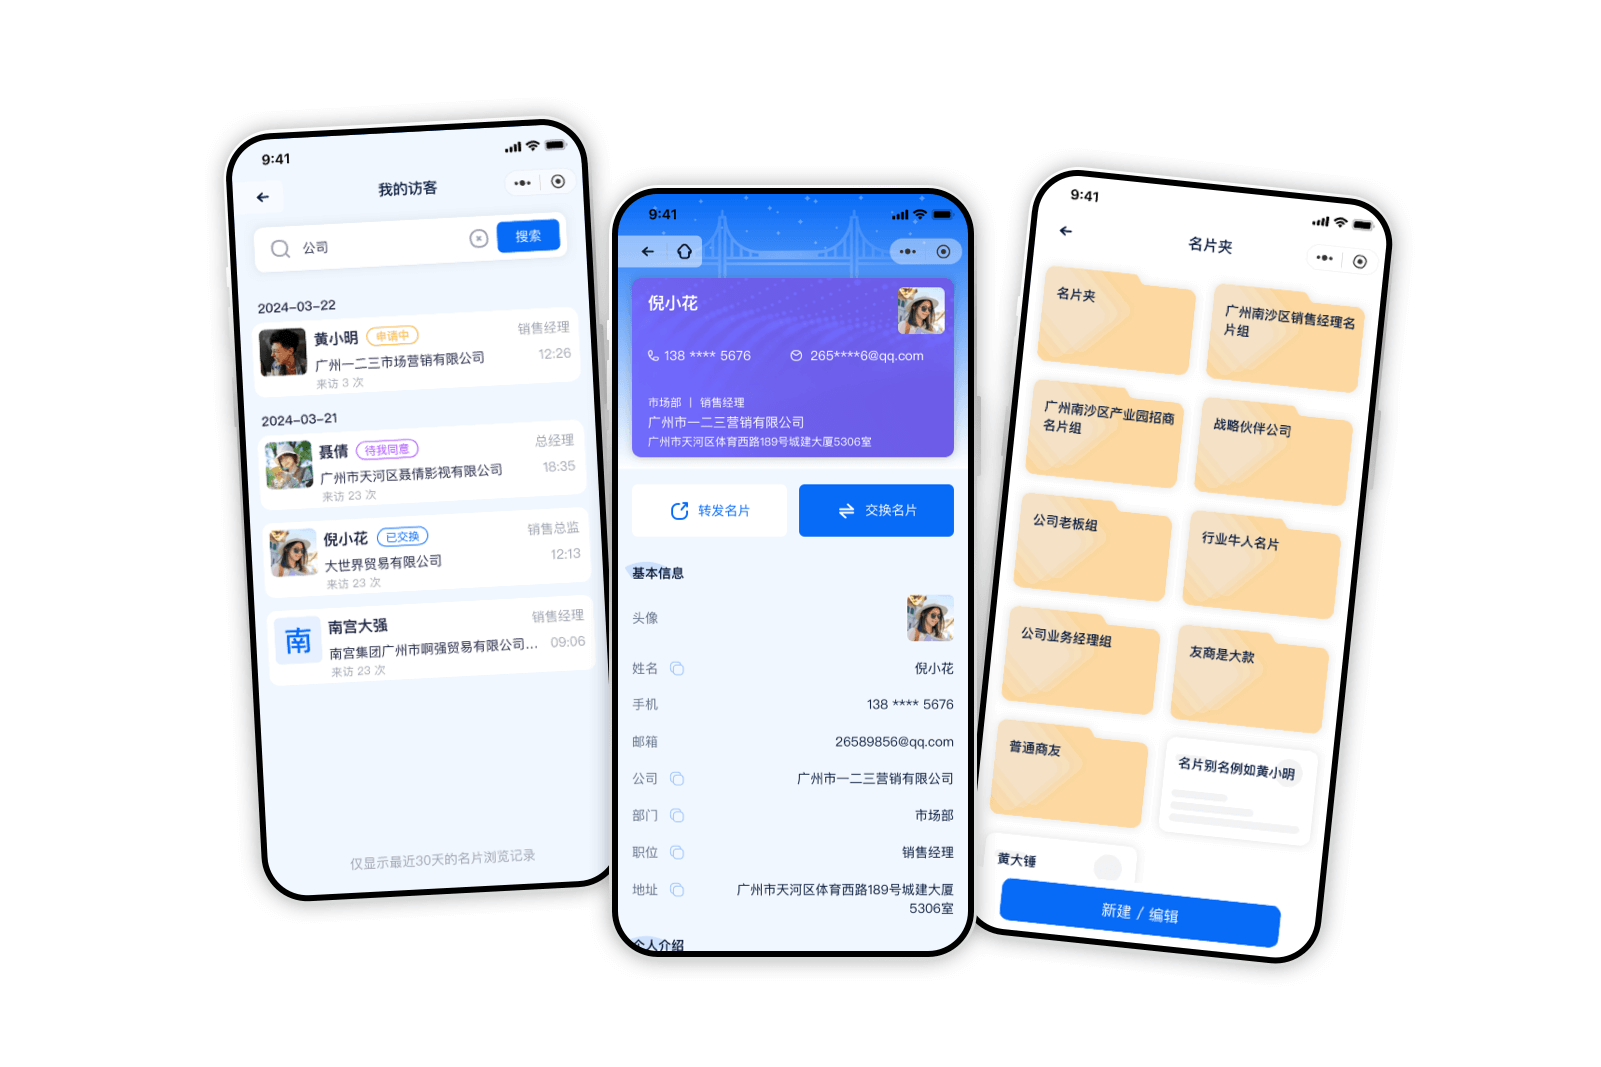 9:41
我的访客
公司
搜索
2024-03-22
黄小明 申请中 销售经理
广州一二三市场营销有限公司 12:26
来访 3 次
2024-03-21
聂倩 待我同意 总经理
广州市天河区聂倩影视有限公司 18:35
来访 23 次
倪小花 已交换 销售总监
大世界贸易有限公司 12:13
来访 23 次
南 南宫大强 销售经理
南宫集团广州市啊强贸易有限公司... 09:06
来访 23 次
仅显示最近30天的名片浏览记录
9:41
倪小花
138 **** 5676 265****6@qq.com
市场部 | 销售经理
广州市一二三营销有限公司
广州市天河区体育西路189号城建大厦5306室
转发名片 交换名片
基本信息
头像
姓名 倪小花
手机 138 **** 5676
邮箱 26589856@qq.com
公司 广州市一二三营销有限公司
部门 市场部
职位 销售经理
地址 广州市天河区体育西路189号城建大厦
5306室
个人介绍
9:41
名片夹
名片夹
广州南沙区销售经理名
片组
广州南沙区产业园招商
名片组
战略伙伴公司
公司老板组
行业牛人名片
公司业务经理组
友商是大款
普通商友
名片别名例如黄小明
黄大锤
新建 / 编辑